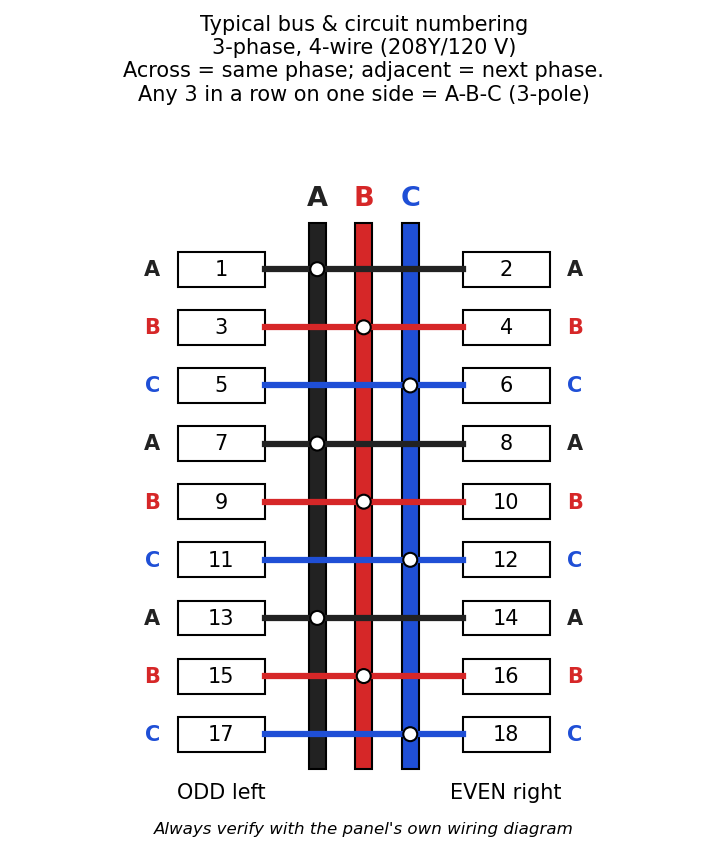 Typical bus & circuit numbering
3-phase, 4-wire (208Y/120 V)
Across = same phase; adjacent = next phase.
Any 3 in a row on one side = A-B-C (3-pole)
A B C
A 1 2 A
B 3 4 B
C 5 6 C
A 7 8 A
B 9 10 B
C 11 12 C
A 13 14 A
B 15 16 B
C 17 18 C
ODD left EVEN right
Always verify with the panel's own wiring diagram